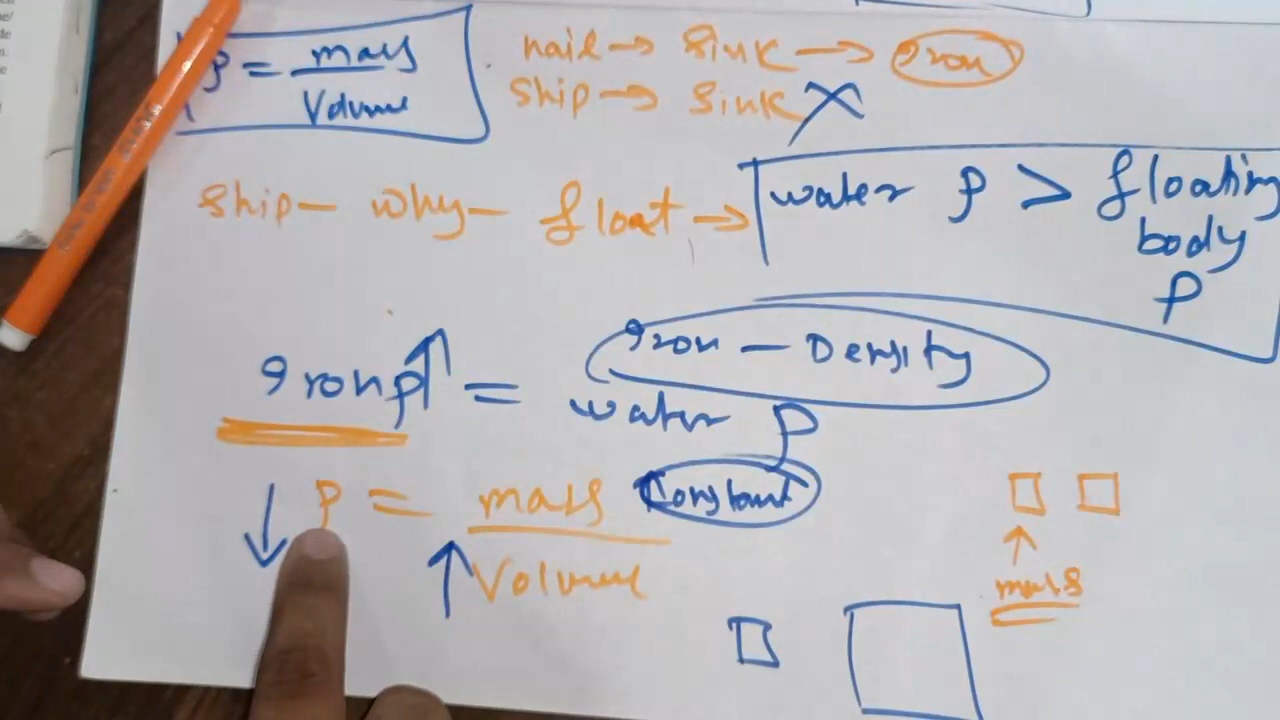 ρ = mass
Volume
nail → sink → iron
ship → sink X
ship – why – float →
water ρ > floating
body
ρ
iron ρ↑ = water ρ
iron – Density
↓ ρ = mass Constant
↑ Volume
mass